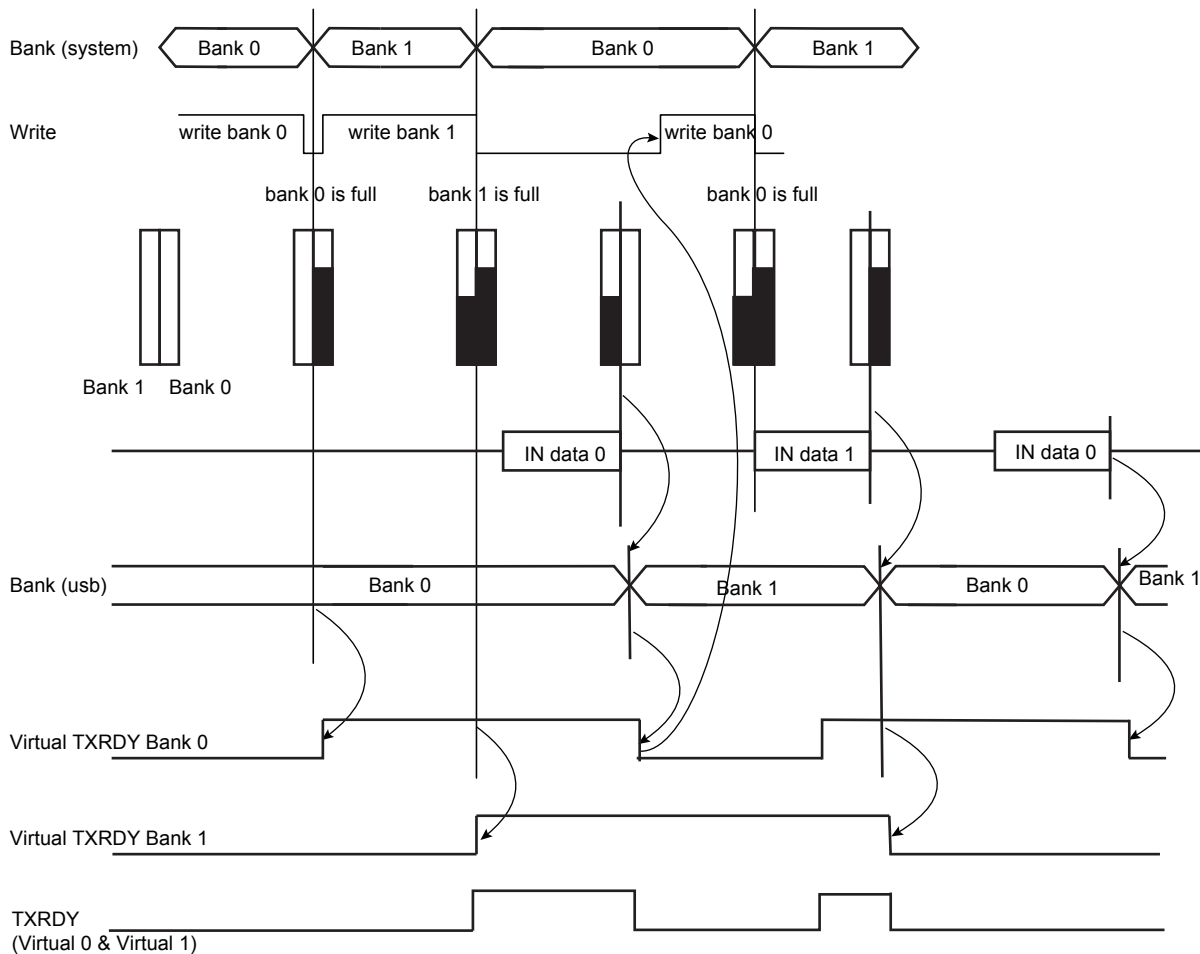 Bank (system)
Bank 0
Bank 1
Bank 0
Bank 1
Write
write bank 0
write bank 1
write bank 0
bank 0 is full
bank 1 is full
bank 0 is full
Bank 1
Bank 0
IN data 0
IN data 1
IN data 0
Bank (usb)
Bank 0
Bank 1
Bank 0
Bank 1
Virtual TXRDY Bank 0
Virtual TXRDY Bank 1
TXRDY
(Virtual 0 & Virtual 1)